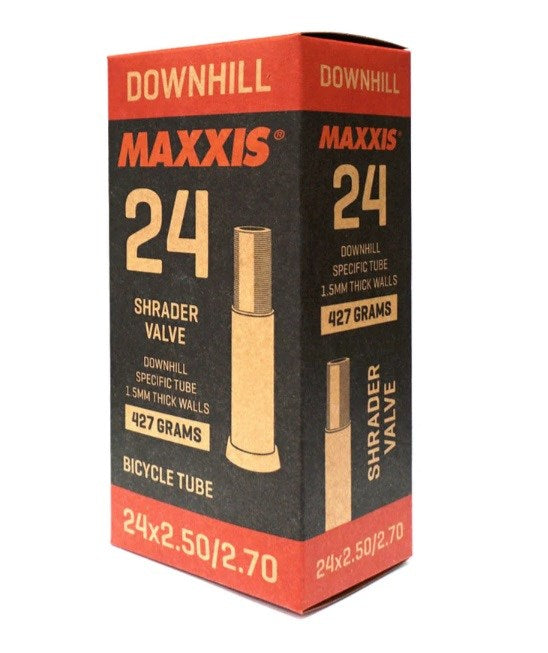 DOWNHILL
MAXXIS®
24
SHRADER
VALVE
DOWNHILL
SPECIFIC TUBE
1.5MM THICK WALLS
427 GRAMS
BICYCLE TUBE
24x2.50/2.70
DOWNHILL
MAXXIS®
24
DOWNHILL
SPECIFIC TUBE
1.5MM THICK WALLS
427 GRAMS
SHRADER
VALVE
24x2.50/2.70